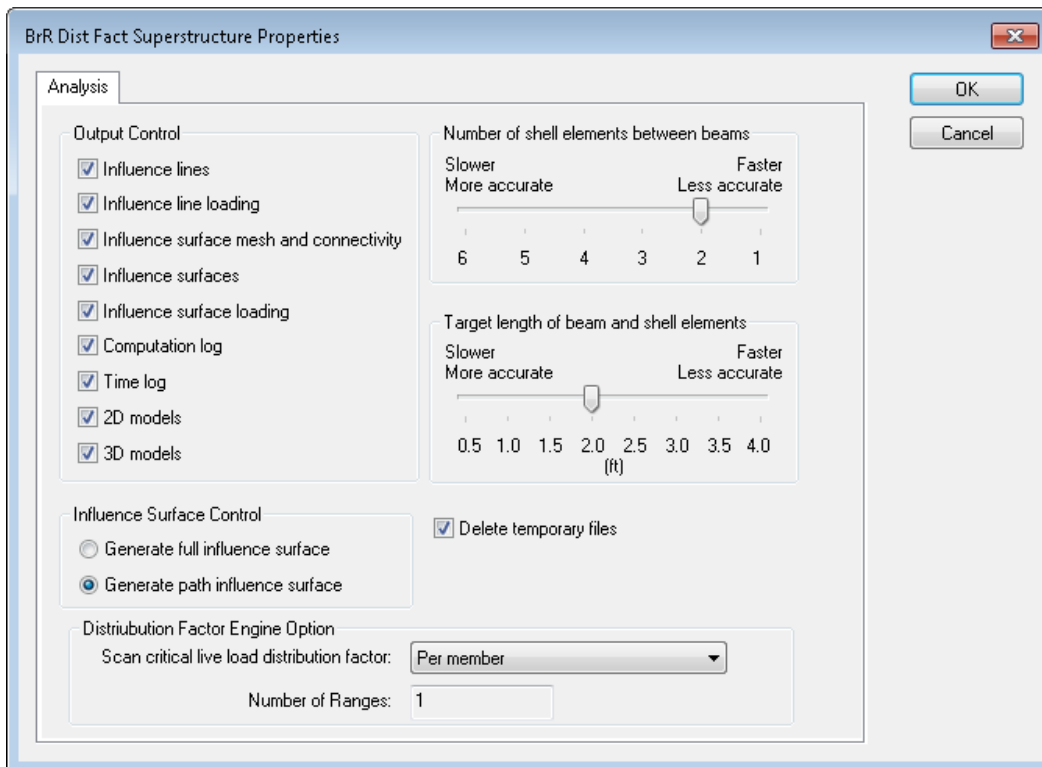 BrR Dist Fact Superstructure Properties
Analysis
OK
Cancel
Output Control
Influence lines
Influence line loading
Influence surface mesh and connectivity
Influence surfaces
Influence surface loading
Computation log
Time log
2D models
3D models
Number of shell elements between beams
Slower Faster
More accurate Less accurate
6 5 4 3 2 1
Target length of beam and shell elements
Slower Faster
More accurate Less accurate
0.5 1.0 1.5 2.0 2.5 3.0 3.5 4.0
(ft)
Influence Surface Control
Generate full influence surface
Generate path influence surface
Delete temporary files
Distriubution Factor Engine Option
Scan critical live load distribution factor: Per member
Number of Ranges: 1